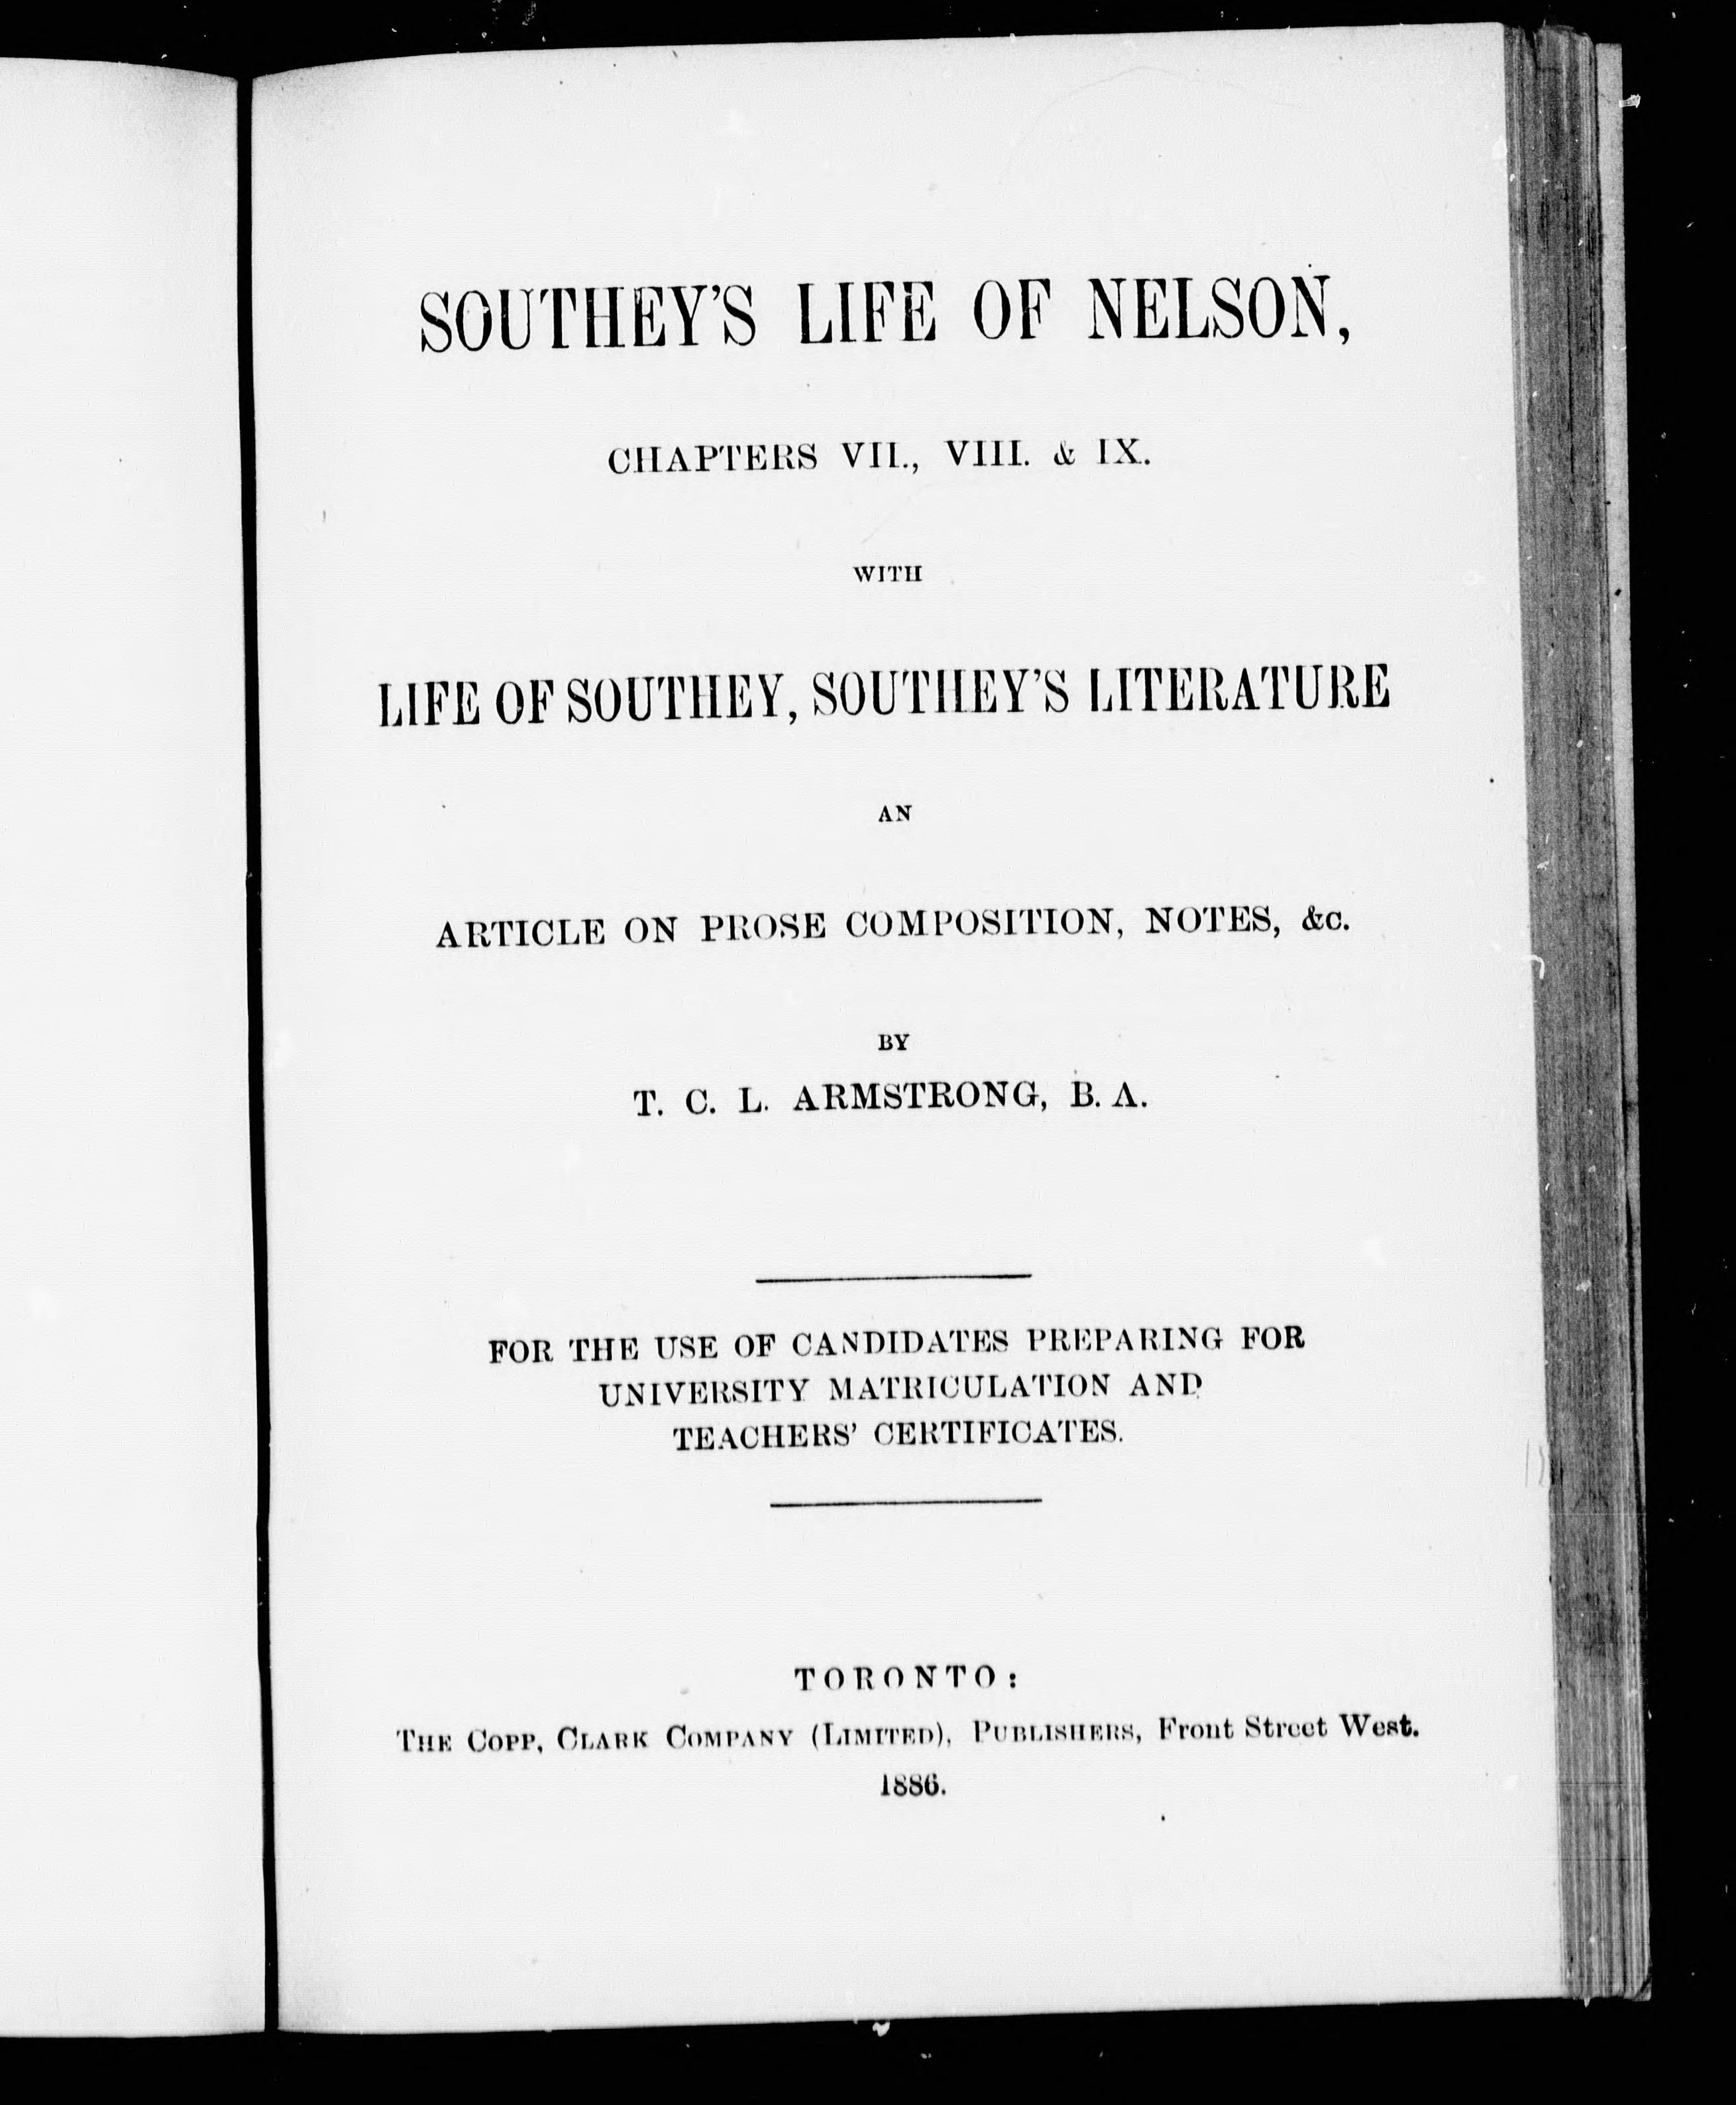 SOUTHEY'S LIFE OF NELSON,
CHAPTERS VII., VIII. & IX.
WITH
LIFE OF SOUTHEY, SOUTHEY'S LITERATURE
AN
ARTICLE ON PROSE COMPOSITION, NOTES, &c.
BY
T. C. L. ARMSTRONG, B. A.
FOR THE USE OF CANDIDATES PREPARING FOR
UNIVERSITY MATRICULATION AND
TEACHERS' CERTIFICATES.
TORONTO:
THE COPP, CLARK COMPANY (LIMITED), PUBLISHERS, Front Street West.
1886.